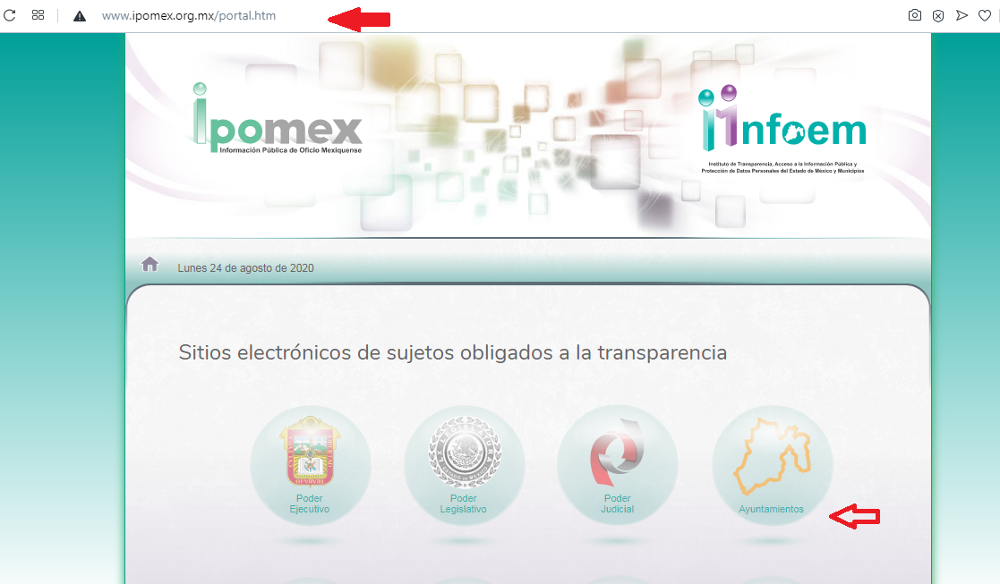 www.ipomex.org.mx/portal.htm
ipomex
Información Pública de Oficio Mexiquense
infoem
Instituto de Transparencia, Acceso a la Información Pública y
Protección de Datos Personales del Estado de México y Municipios
Lunes 24 de agosto de 2020
Sitios electrónicos de sujetos obligados a la transparencia
Poder
Ejecutivo
Poder
Legislativo
Poder
Judicial
Ayuntamientos